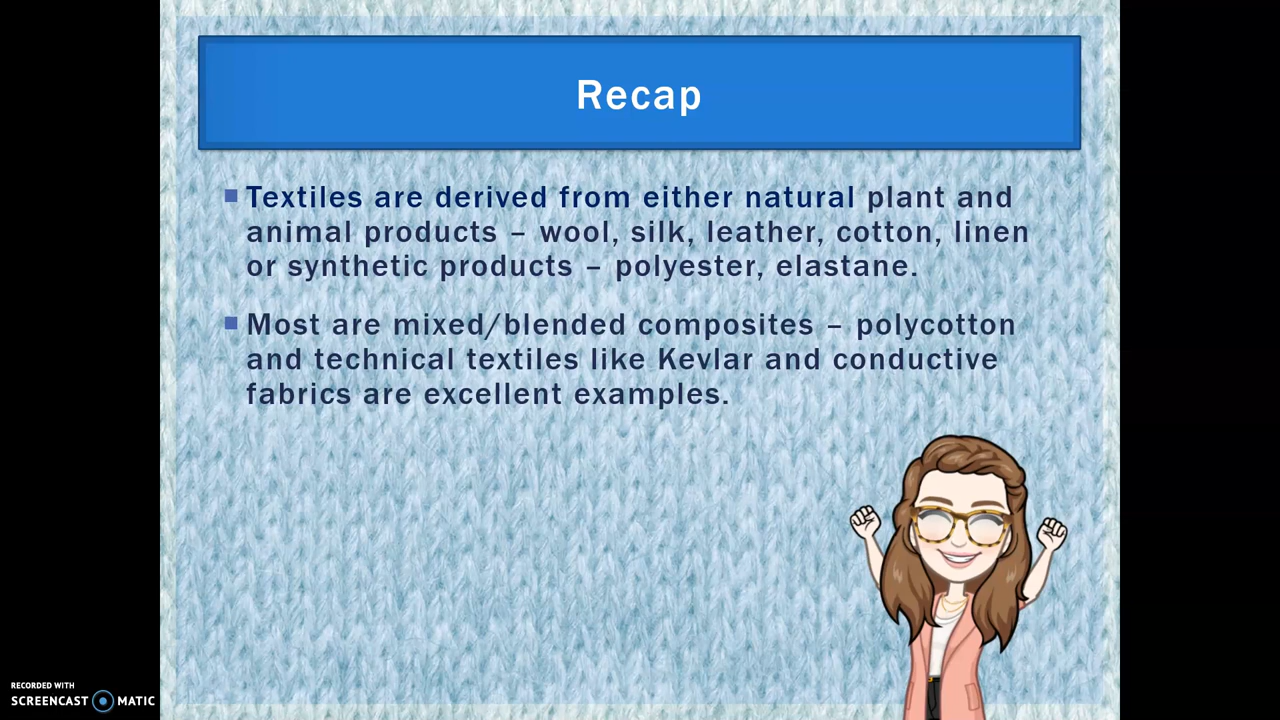 Recap
Textiles are derived from either natural plant and
animal products – wool, silk, leather, cotton, linen
or synthetic products – polyester, elastane.
Most are mixed/blended composites – polycotton
and technical textiles like Kevlar and conductive
fabrics are excellent examples.
RECORDED WITH
SCREENCAST MATIC